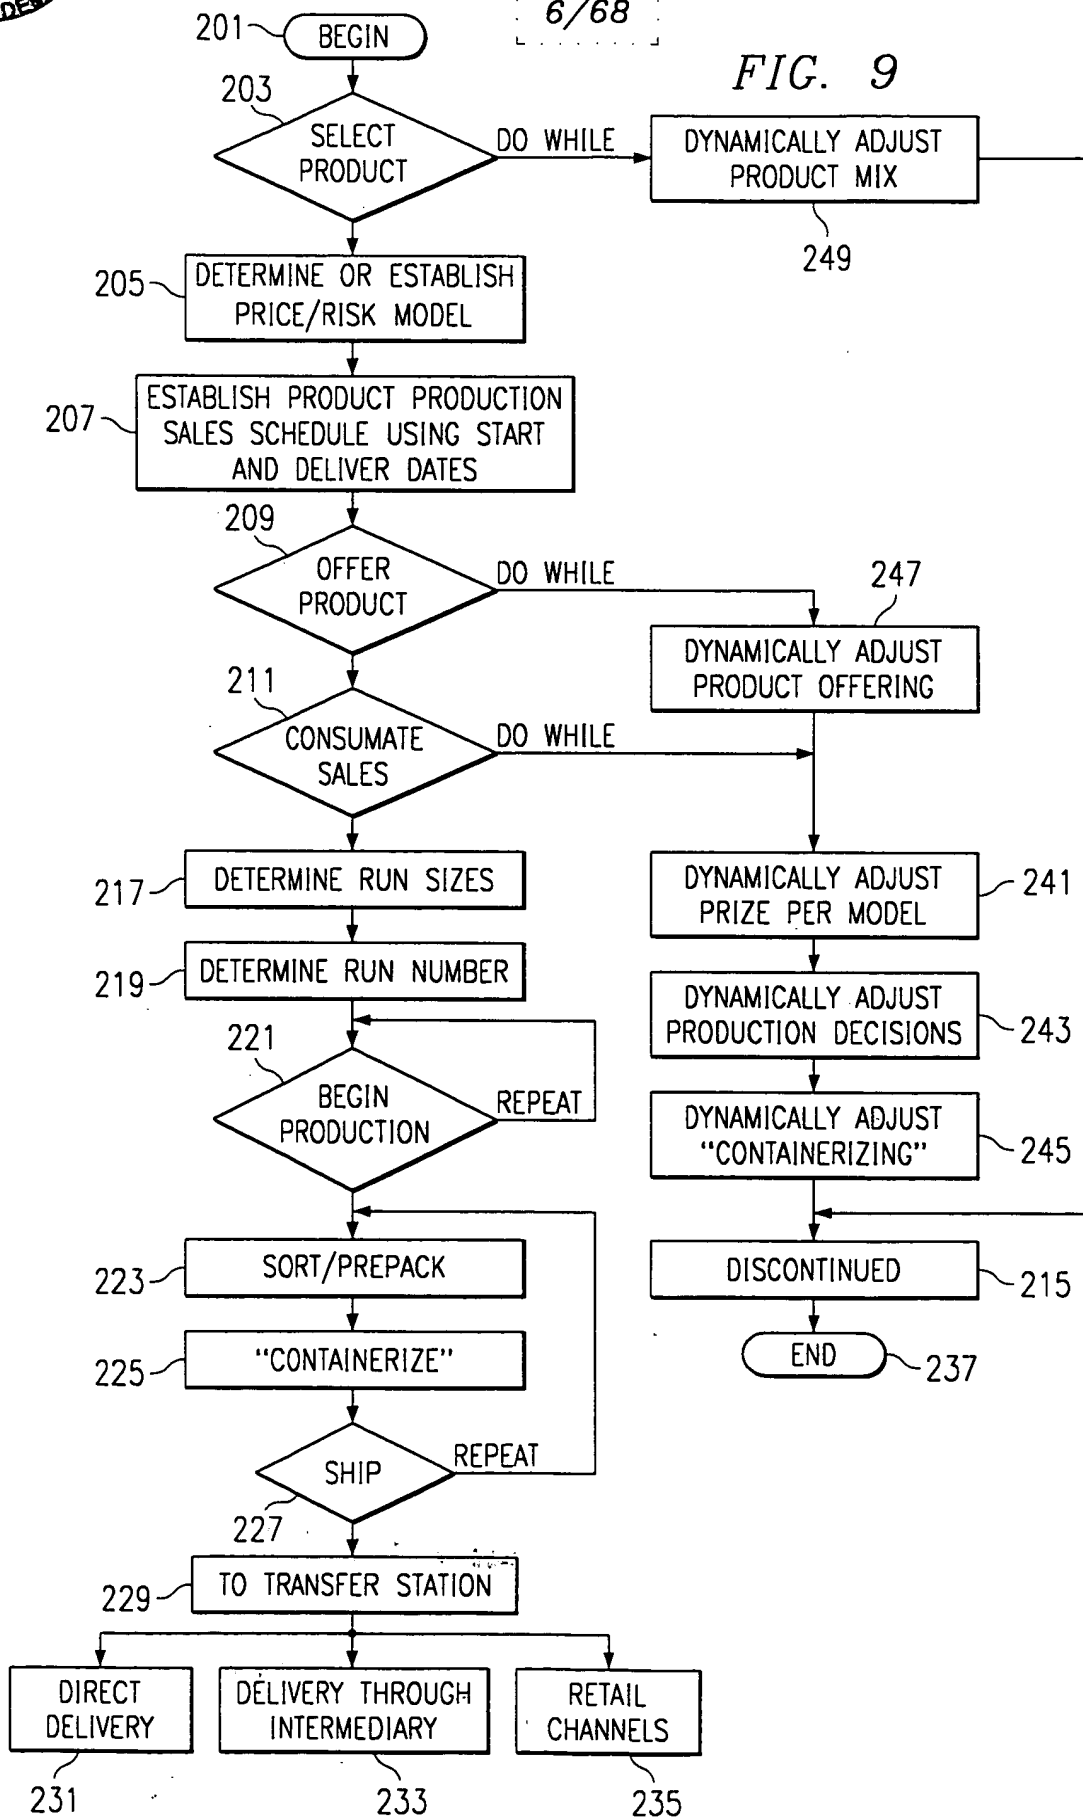 6/68
FIG. 9
201
BEGIN
203
SELECT
PRODUCT
DO WHILE
DYNAMICALLY ADJUST
PRODUCT MIX
249
205
DETERMINE OR ESTABLISH
PRICE/RISK MODEL
207
ESTABLISH PRODUCT PRODUCTION
SALES SCHEDULE USING START
AND DELIVER DATES
209
OFFER
PRODUCT
DO WHILE
247
DYNAMICALLY ADJUST
PRODUCT OFFERING
211
CONSUMATE
SALES
DO WHILE
217
DETERMINE RUN SIZES
DYNAMICALLY ADJUST
PRIZE PER MODEL
241
219
DETERMINE RUN NUMBER
DYNAMICALLY ADJUST
PRODUCTION DECISIONS
243
221
BEGIN
PRODUCTION
REPEAT
DYNAMICALLY ADJUST
"CONTAINERIZING"
245
223
SORT/PREPACK
DISCONTINUED
215
225
"CONTAINERIZE"
END
237
SHIP
REPEAT
227
229
TO TRANSFER STATION
DIRECT
DELIVERY
231
DELIVERY THROUGH
INTERMEDIARY
233
RETAIL
CHANNELS
235